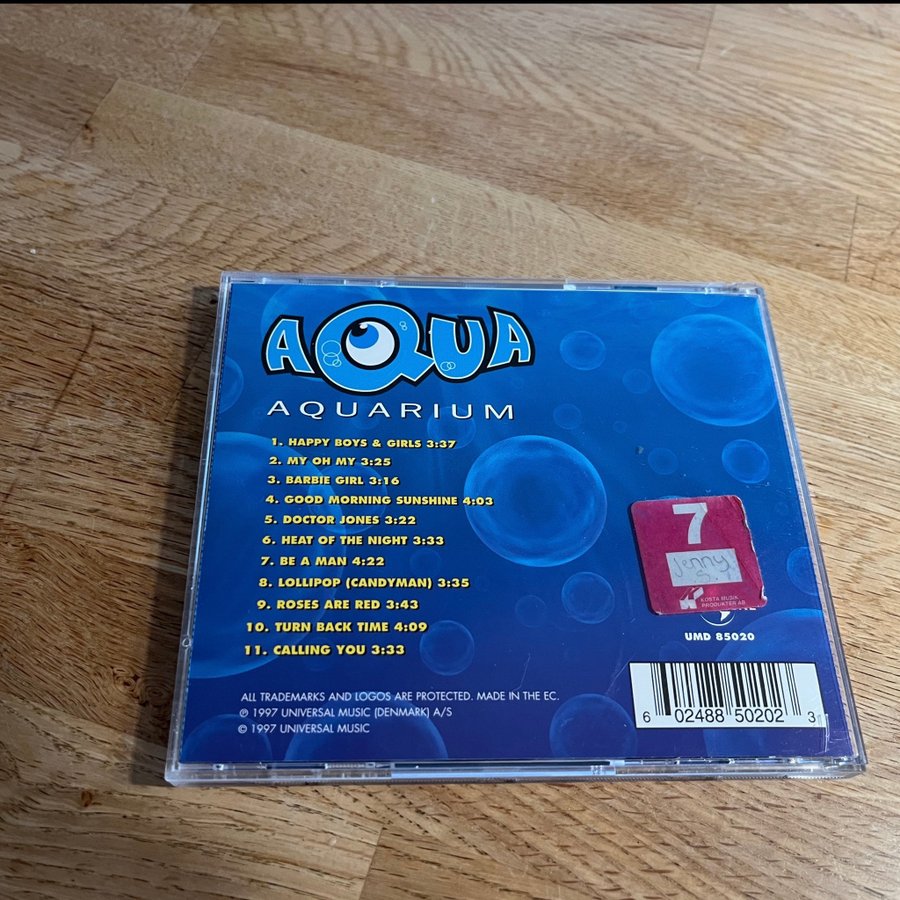 AQUA
AQUARIUM
1. HAPPY BOYS & GIRLS 3:37
2. MY OH MY 3:25
3. BARBIE GIRL 3:16
4. GOOD MORNING SUNSHINE 4:03
5. DOCTOR JONES 3:22
6. HEAT OF THE NIGHT 3:33
7. BE A MAN 4:22
8. LOLLIPOP (CANDYMAN) 3:35
9. ROSES ARE RED 3:43
10. TURN BACK TIME 4:09
11. CALLING YOU 3:33
7
Jenny
KOSTA MUSIK
PRODUKTER AB
UMD 85020
ALL TRADEMARKS AND LOGOS ARE PROTECTED. MADE IN THE EC.
℗ 1997 UNIVERSAL MUSIC (DENMARK) A/S
© 1997 UNIVERSAL MUSIC
6 02488 50202 3